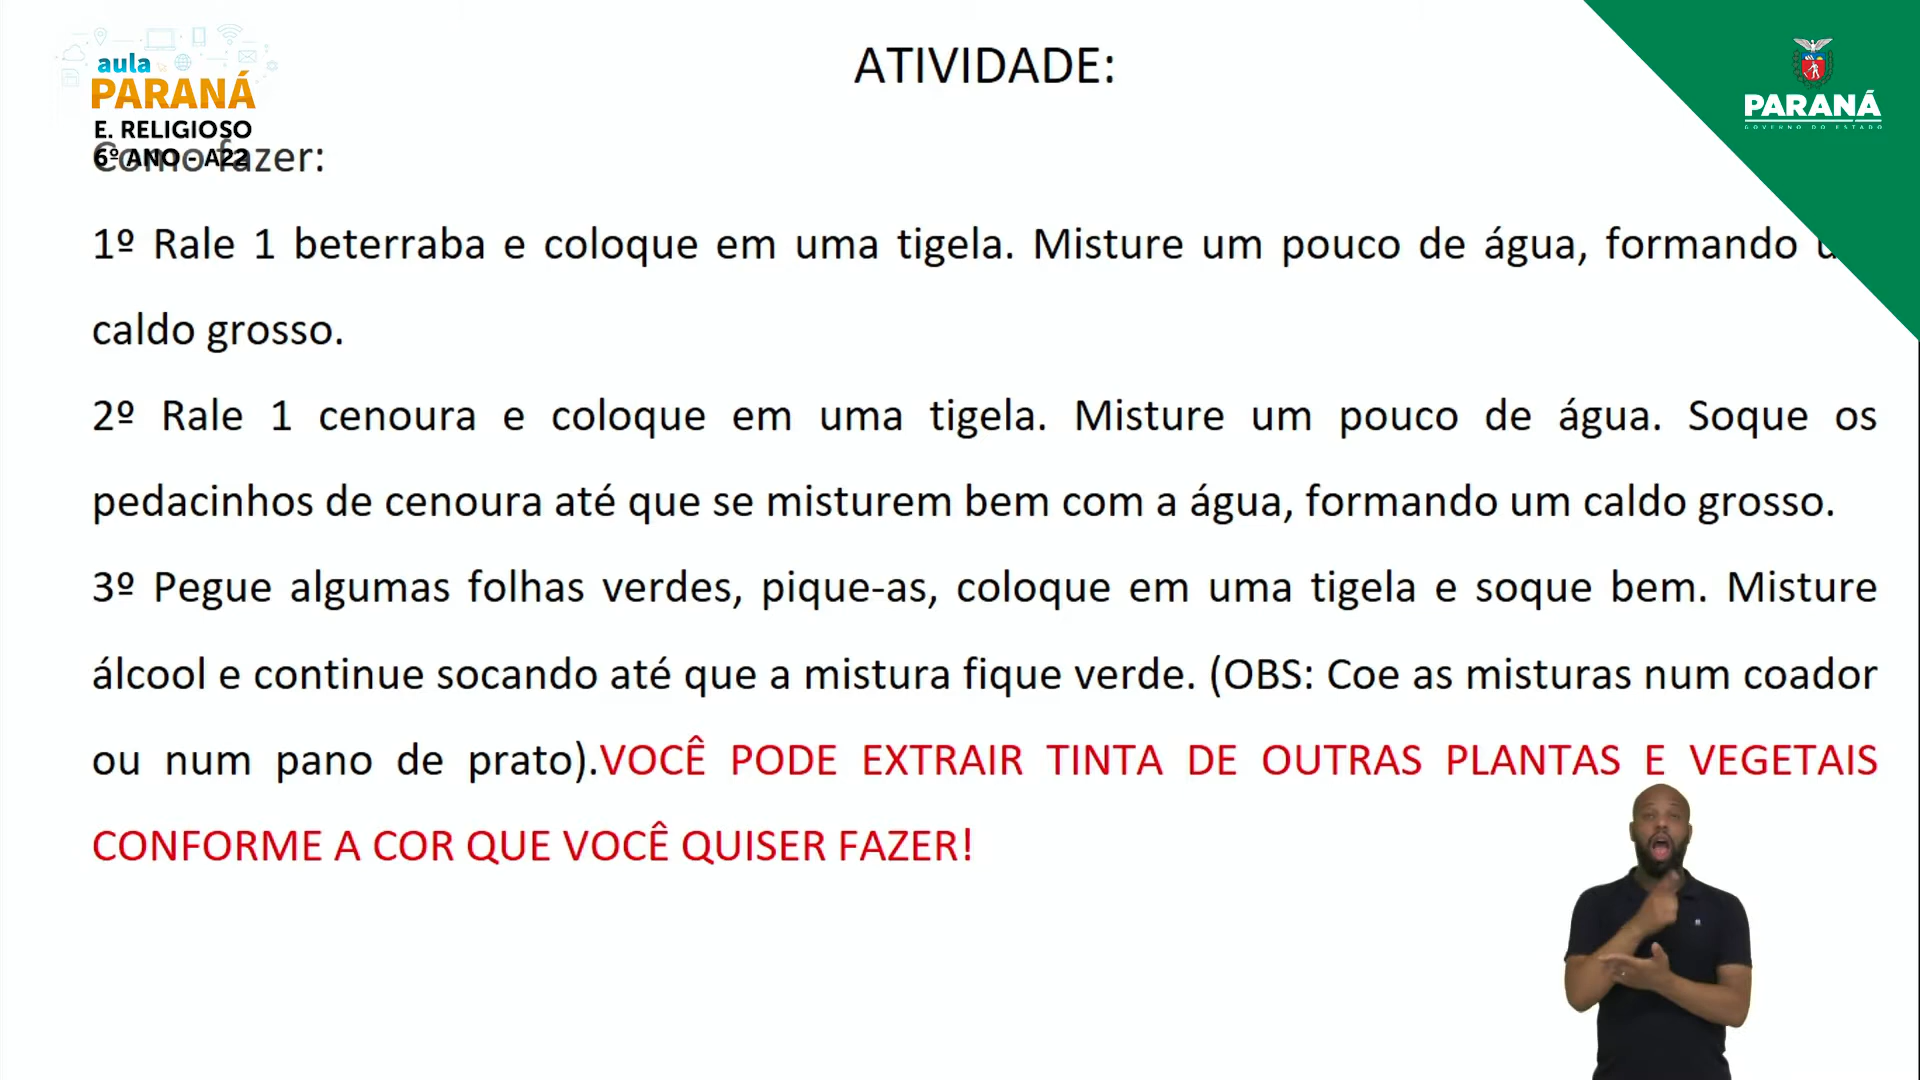 ATIVIDADE:
aula
PARANÁ
E. RELIGIOSO
6º ANO - A22
PARANÁ
GOVERNO DO ESTADO
Como fazer:
1º Rale 1 beterraba e coloque em uma tigela. Misture um pouco de água, formando
caldo grosso.
2º Rale 1 cenoura e coloque em uma tigela. Misture um pouco de água. Soque os
pedacinhos de cenoura até que se misturem bem com a água, formando um caldo grosso.
3º Pegue algumas folhas verdes, pique-as, coloque em uma tigela e soque bem. Misture
álcool e continue socando até que a mistura fique verde. (OBS: Coe as misturas num coador
ou num pano de prato).VOCÊ PODE EXTRAIR TINTA DE OUTRAS PLANTAS E VEGETAIS
CONFORME A COR QUE VOCÊ QUISER FAZER!